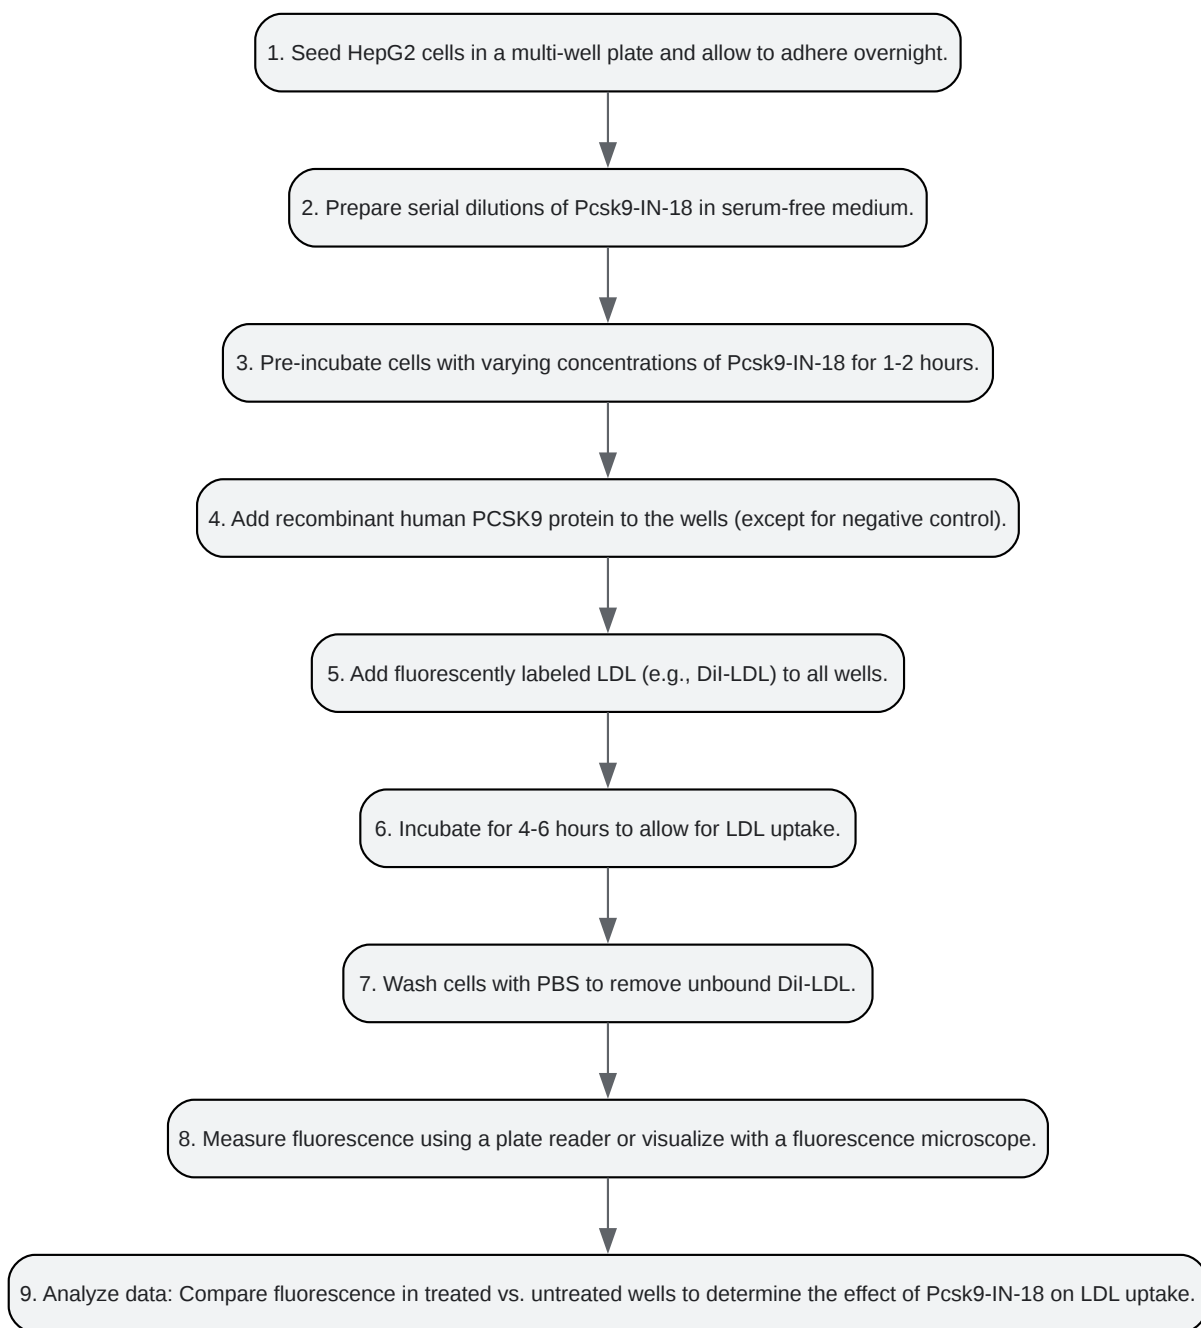 1. Seed HepG2 cells in a multi-well plate and allow to adhere overnight.
2. Prepare serial dilutions of Pcsk9-IN-18 in serum-free medium.
3. Pre-incubate cells with varying concentrations of Pcsk9-IN-18 for 1-2 hours.
4. Add recombinant human PCSK9 protein to the wells (except for negative control).
5. Add fluorescently labeled LDL (e.g., DiI-LDL) to all wells.
6. Incubate for 4-6 hours to allow for LDL uptake.
7. Wash cells with PBS to remove unbound DiI-LDL.
8. Measure fluorescence using a plate reader or visualize with a fluorescence microscope.
9. Analyze data: Compare fluorescence in treated vs. untreated wells to determine the effect of Pcsk9-IN-18 on LDL uptake.